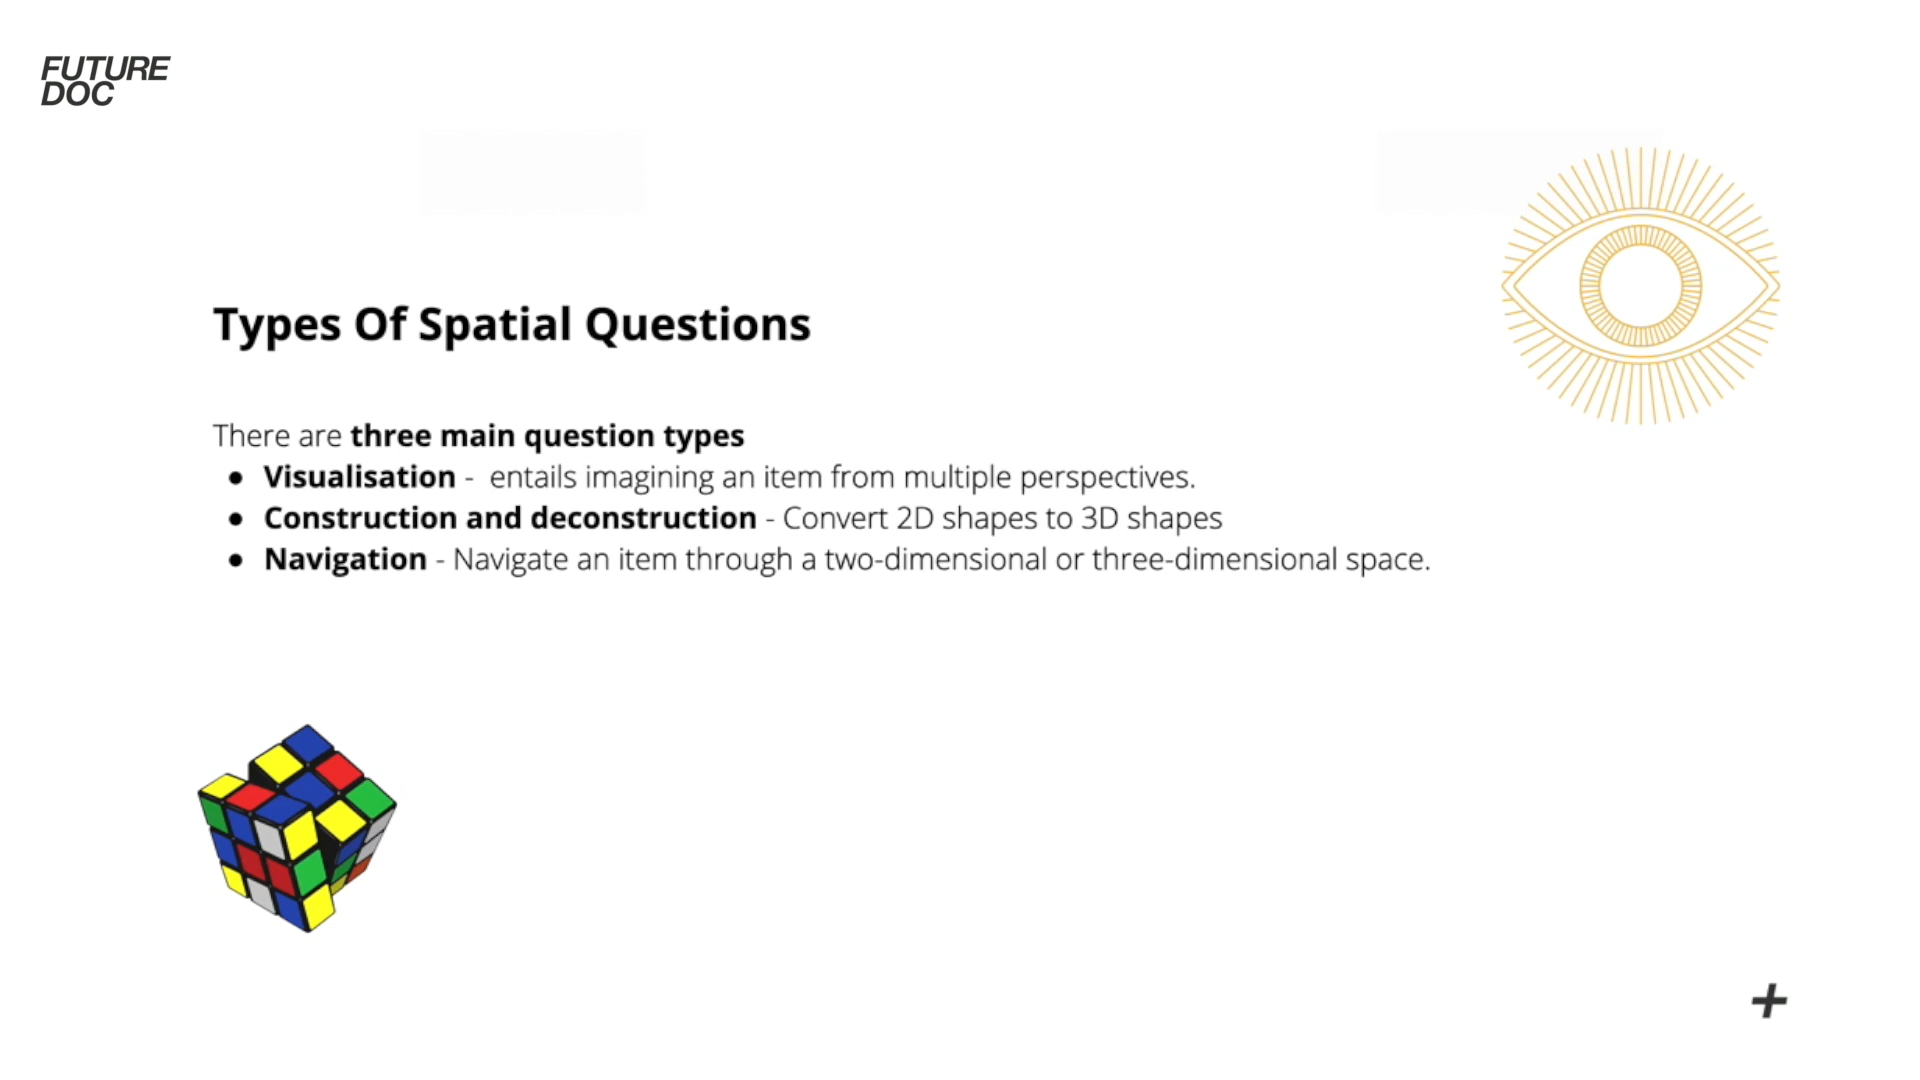 FUTURE
DOC
Types Of Spatial Questions
There are three main question types
• Visualisation - entails imagining an item from multiple perspectives.
• Construction and deconstruction - Convert 2D shapes to 3D shapes
• Navigation - Navigate an item through a two-dimensional or three-dimensional space.
+